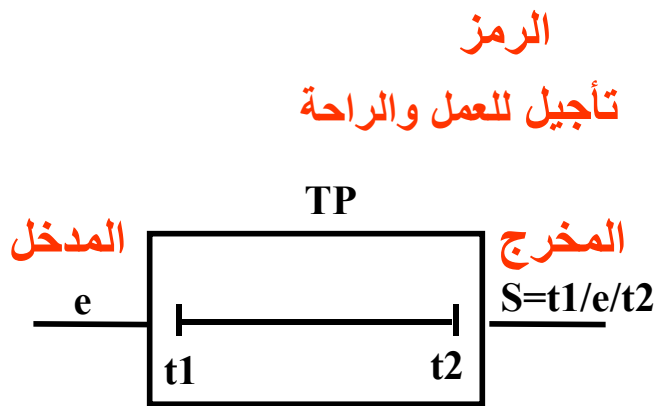 الرمز
تأجيل للعمل والراحة
TP
المدخل
المخرج
e
S=t1/e/t2
t1
t2